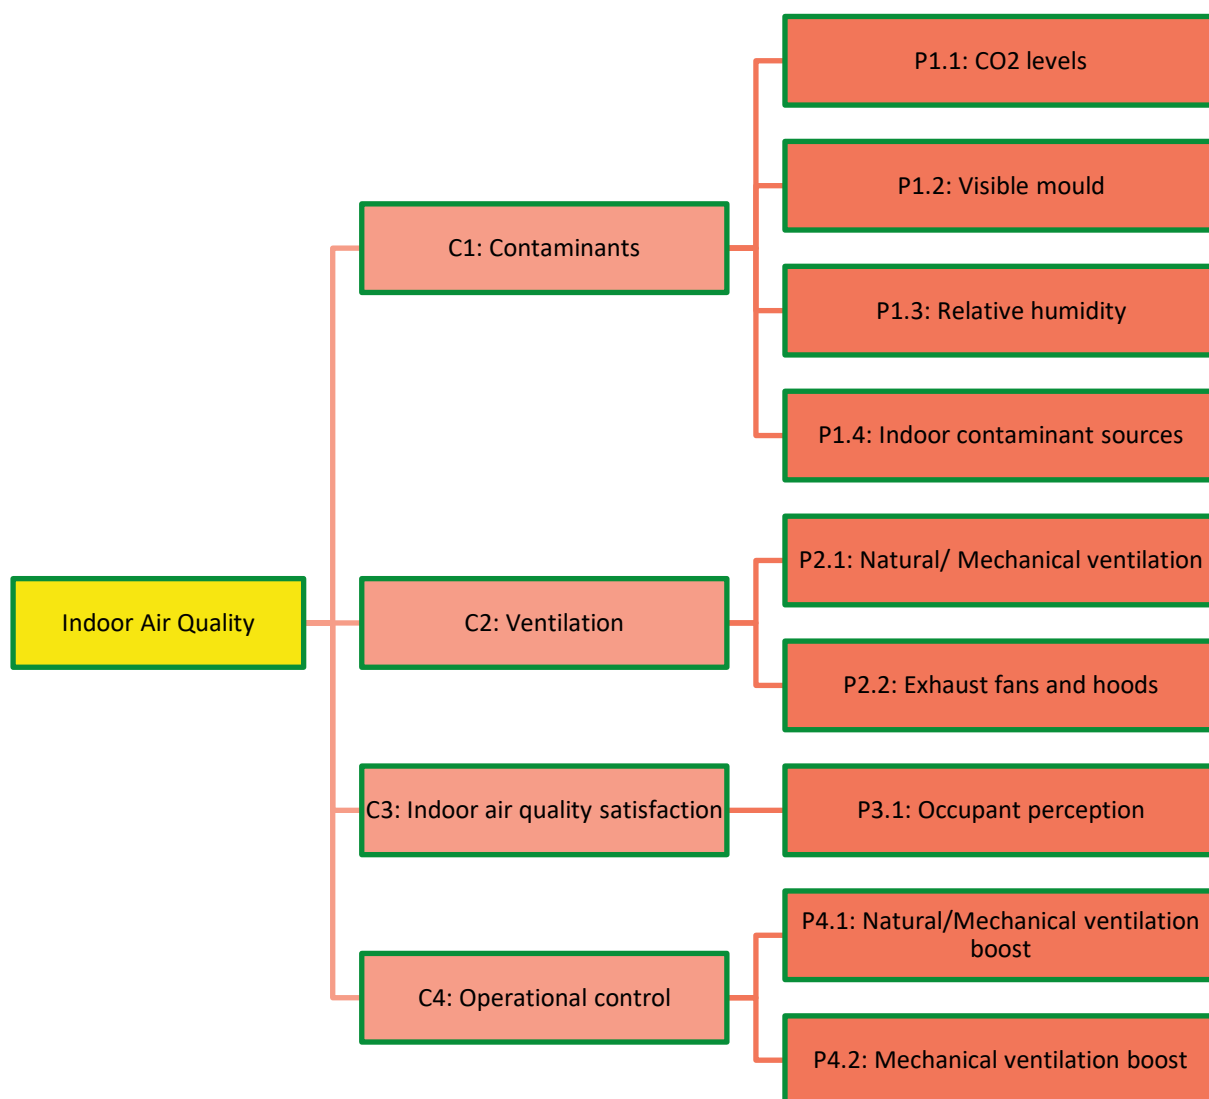 Indoor Air Quality
C1: Contaminants
P1.1: CO2 levels
P1.2: Visible mould
P1.3: Relative humidity
P1.4: Indoor contaminant sources
C2: Ventilation
P2.1: Natural/ Mechanical ventilation
P2.2: Exhaust fans and hoods
C3: Indoor air quality satisfaction
P3.1: Occupant perception
C4: Operational control
P4.1: Natural/Mechanical ventilation
boost
P4.2: Mechanical ventilation boost